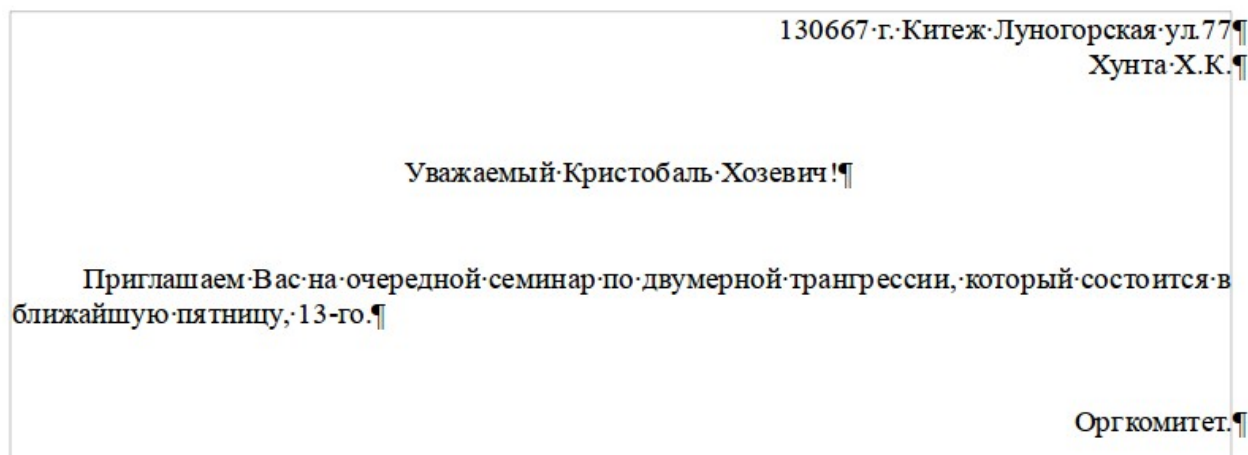 130667·г.·Китеж·Луногорская·ул.77¶
Хунта·Х.К.¶
Уважаемый·Кристобаль·Хозевич!¶
Приглашаем·Вас·на·очередной·семинар·по·двумерной·трангрессии,·который·состоится·в
ближайшую·пятницу,·13-го.¶
Оргкомитет.¶